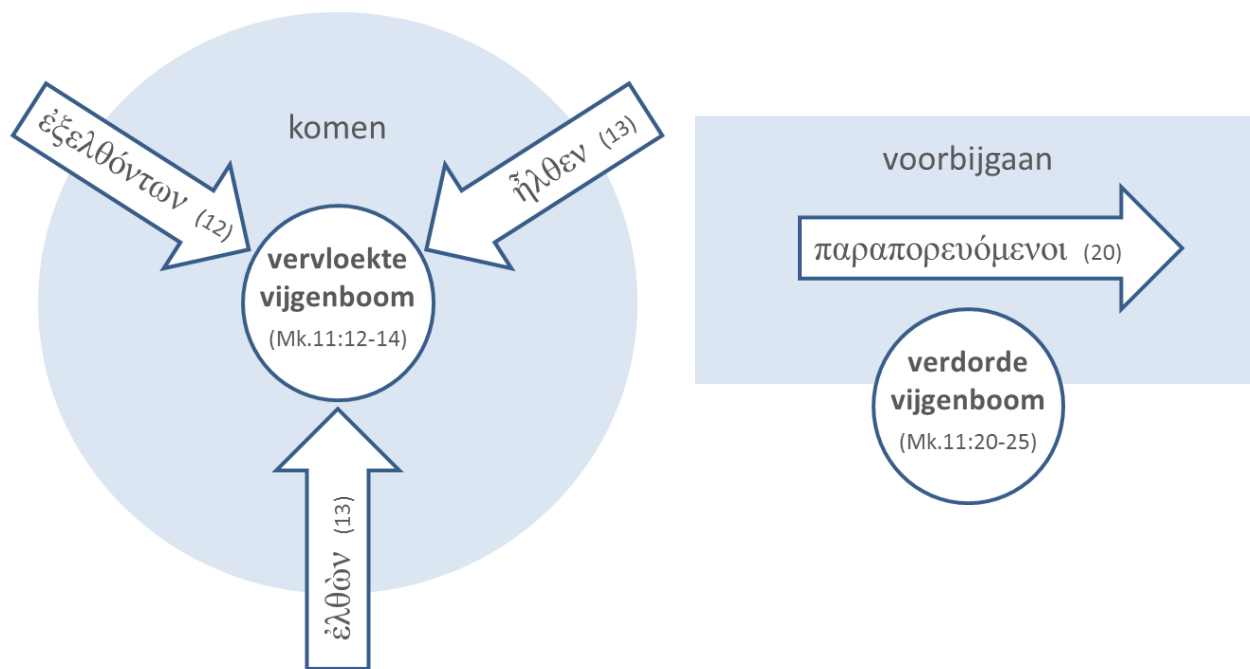 komen
ἐξελθόντων (12)
ἦλθεν (13)
vervloekte
vijgenboom
(Mk.11:12-14)
ἐλθὼν (13)
voorbijgaan
παραπορευόμενοι (20)
verdorde
vijgenboom
(Mk.11:20-25)